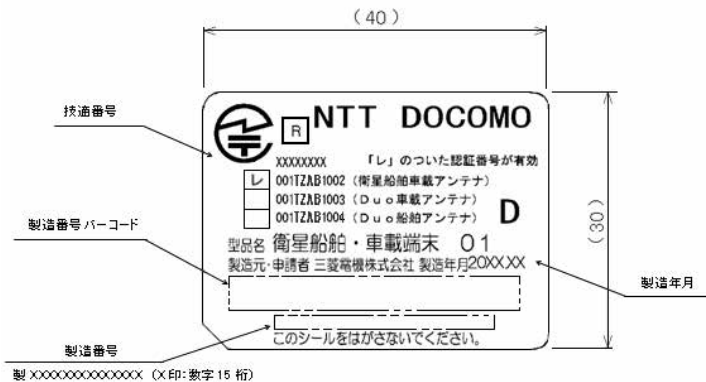 (40)
技適番号
R NTT DOCOMO
XXXXXXXX 「レ」のついた認証番号が有効
レ 001TZAB1002 (衛星船舶車載アンテナ)
001TZAB1003 (Duo車載アンテナ)
001TZAB1004 (Duo船舶アンテナ) D
(30)
製造番号バーコード
型品名 衛星船舶・車載端末 01
製造元・申請者 三菱電機株式会社 製造年月20XX.XX
製造年月
製造番号
このシールをはがさないでください。
製 XXXXXXXXXXXXX (X印:数字15桁)